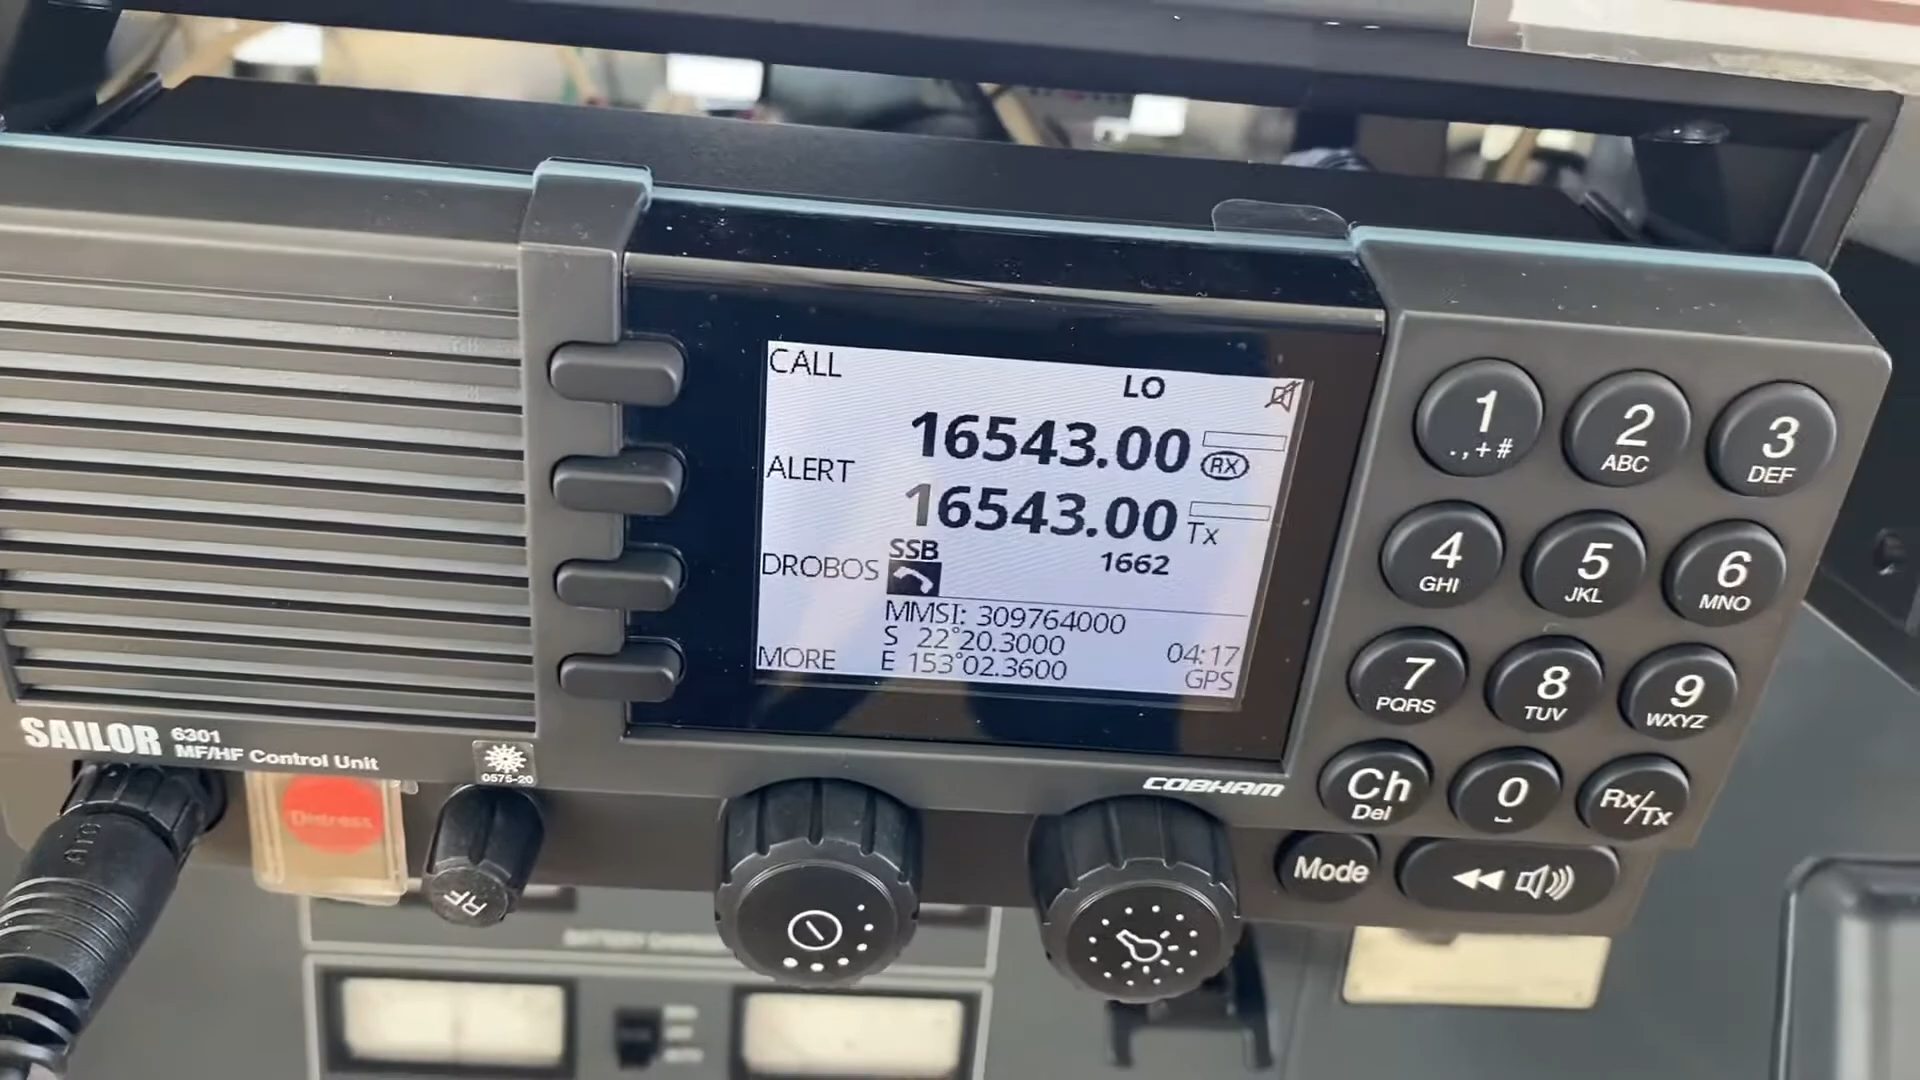 CALL
LO
16543.00
RX
ALERT
16543.00 Tx
SSB
1662
DROBOS
MMSI: 309764000
S 22°20.3000
E 153°02.3600
04:17
GPS
MORE
SAILOR 6301
MF/HF Control Unit
0575-20
COBHAM
Distress
RF
1 .,+#
2 ABC
3 DEF
4 GHI
5 JKL
6 MNO
7 PQRS
8 TUV
9 WXYZ
Ch Del
0
Rx/Tx
Mode